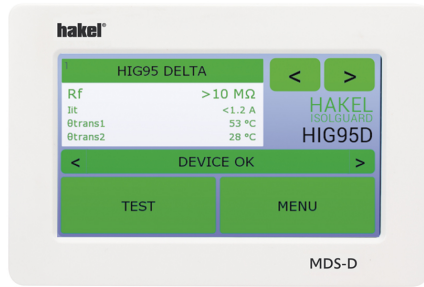 hakel®
1.
HIG95 DELTA
< >
Rf >10 MΩ
Iit <1.2 A
θtrans1 53 °C
θtrans2 28 °C
HAKEL
ISOLGUARD
HIG95D
< DEVICE OK >
TEST MENU
MDS-D